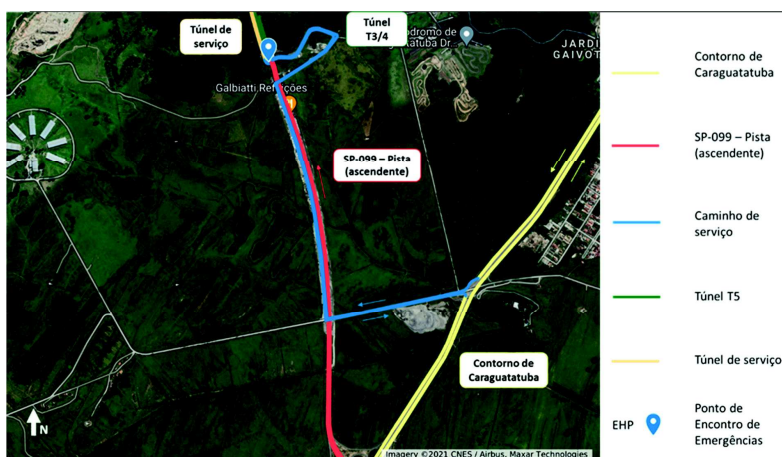 Túnel de
serviço
Túnel
T3/4
JARDI
GAIVOT
Galbiatti Refeições
SP-099 – Pista
(ascendente)
Contorno de
Caraguatatuba
N
Imagery ©2021 CNES / Airbus, Maxar Technologies
Contorno de
Caraguatatuba
SP-099 – Pista
(ascendente)
Caminho de
serviço
Túnel T5
Túnel de serviço
EHP
Ponto de
Encontro de
Emergências